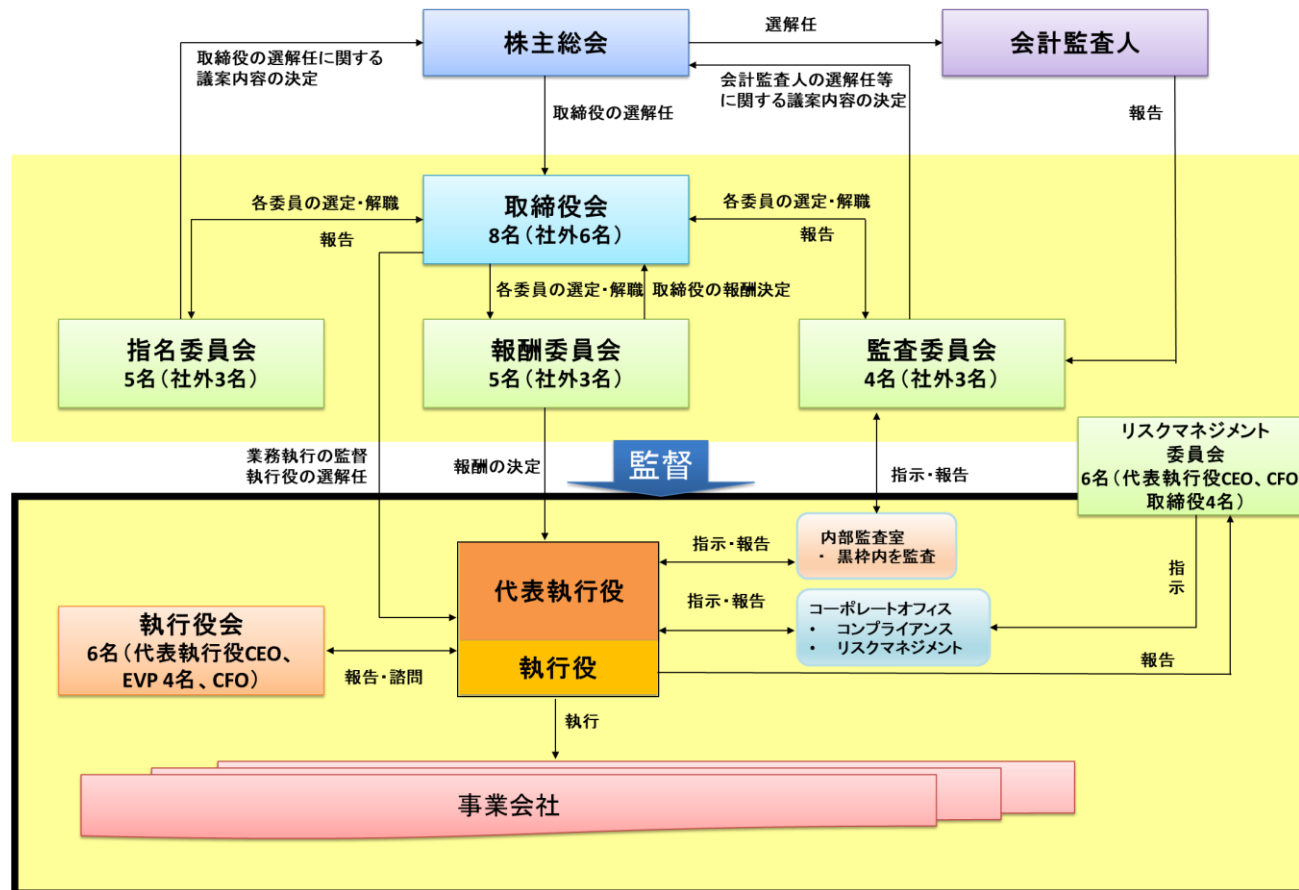 株主総会
選解任
会計監査人
取締役の選解任に関する
議案内容の決定
会計監査人の選解任等
に関する議案内容の決定
取締役の選解任
報告
各委員の選定・解職
報告
取締役会
8名（社外6名）
各委員の選定・解職
報告
各委員の選定・解職
取締役の報酬決定
指名委員会
5名（社外3名）
報酬委員会
5名（社外3名）
監査委員会
4名（社外3名）
業務執行の監督
執行役の選解任
報酬の決定
監督
指示・報告
リスクマネジメント
委員会
6名（代表執行役CEO、CFO
取締役4名）
内部監査室
・ 黒枠内を監査
指示・報告
指示
代表執行役
指示・報告
コーポレートオフィス
• コンプライアンス
• リスクマネジメント
執行役会
6名（代表執行役CEO、
EVP 4名、CFO）
報告・諮問
執行役
報告
執行
事業会社